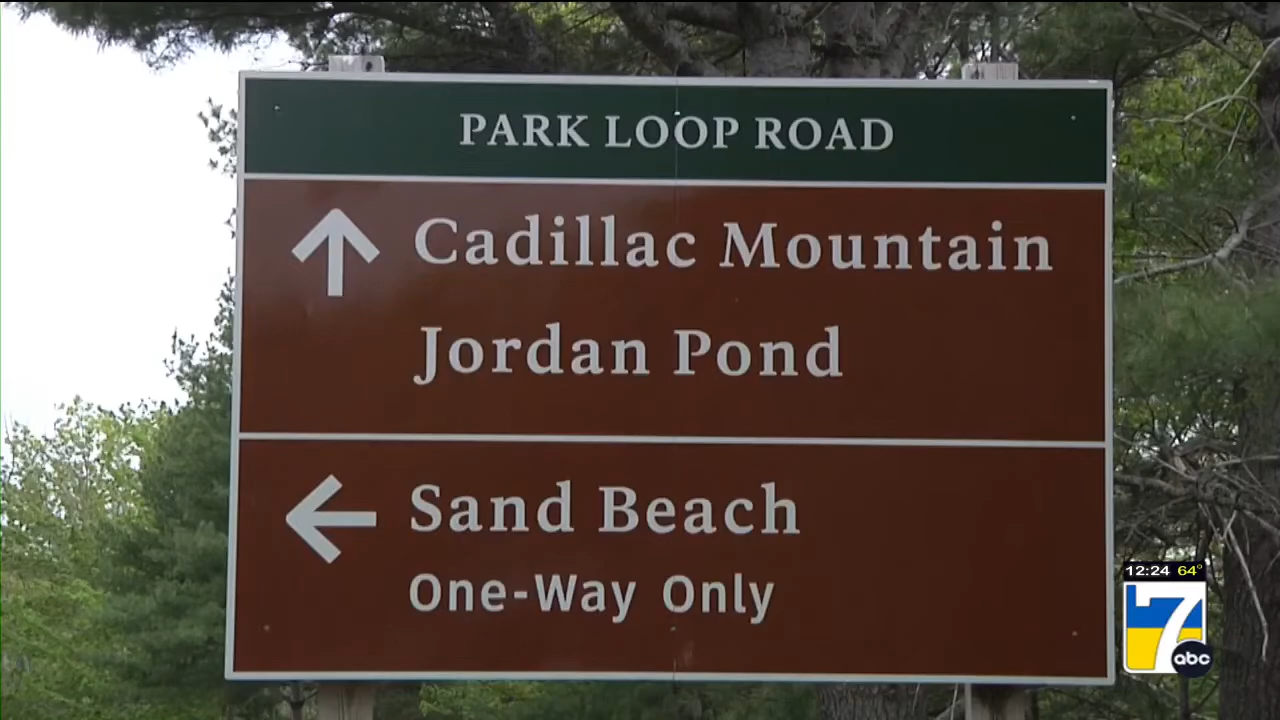 PARK LOOP ROAD
Cadillac Mountain
Jordan Pond
Sand Beach
One-Way Only
12:24 64°
7
abc